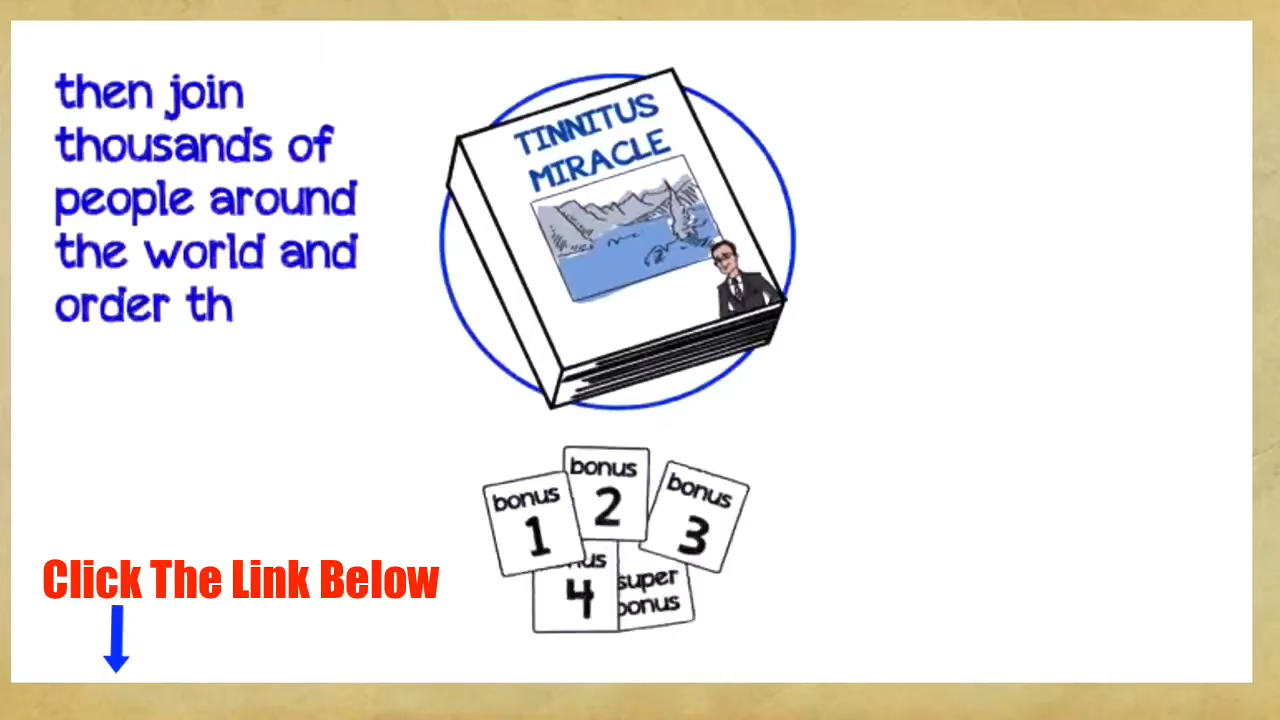 then join
thousands of
people around
the world and
order th
TINNITUS
MIRACLE
bonus
1
bonus
2
bonus
3
nus
4
super
bonus
Click The Link Below